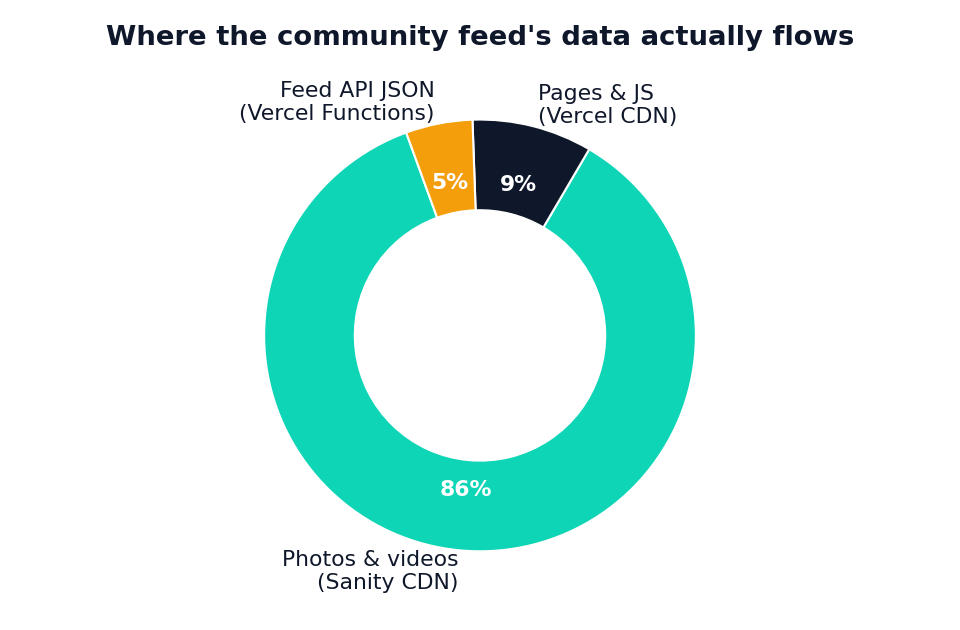 Where the community feed's data actually flows
Feed API JSON
(Vercel Functions)
Pages & JS
(Vercel CDN)
5%
9%
86%
Photos & videos
(Sanity CDN)